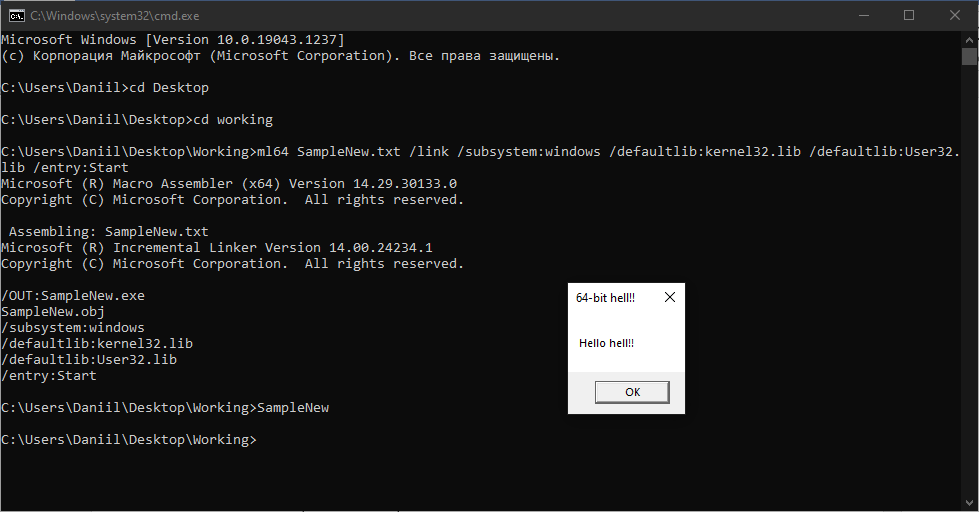 C:\Windows\system32\cmd.exe
Microsoft Windows [Version 10.0.19043.1237]
(c) Корпорация Майкрософт (Microsoft Corporation). Все права защищены.
C:\Users\Daniil>cd Desktop
C:\Users\Daniil\Desktop>cd working
C:\Users\Daniil\Desktop\Working>ml64 SampleNew.txt /link /subsystem:windows /defaultlib:kernel32.lib /defaultlib:User32.
lib /entry:Start
Microsoft (R) Macro Assembler (x64) Version 14.29.30133.0
Copyright (C) Microsoft Corporation.  All rights reserved.
 Assembling: SampleNew.txt
Microsoft (R) Incremental Linker Version 14.00.24234.1
Copyright (C) Microsoft Corporation.  All rights reserved.
/OUT:SampleNew.exe
SampleNew.obj
/subsystem:windows
/defaultlib:kernel32.lib
/defaultlib:User32.lib
/entry:Start
C:\Users\Daniil\Desktop\Working>SampleNew
C:\Users\Daniil\Desktop\Working>
64-bit hell!!
Hello hell!!
OK